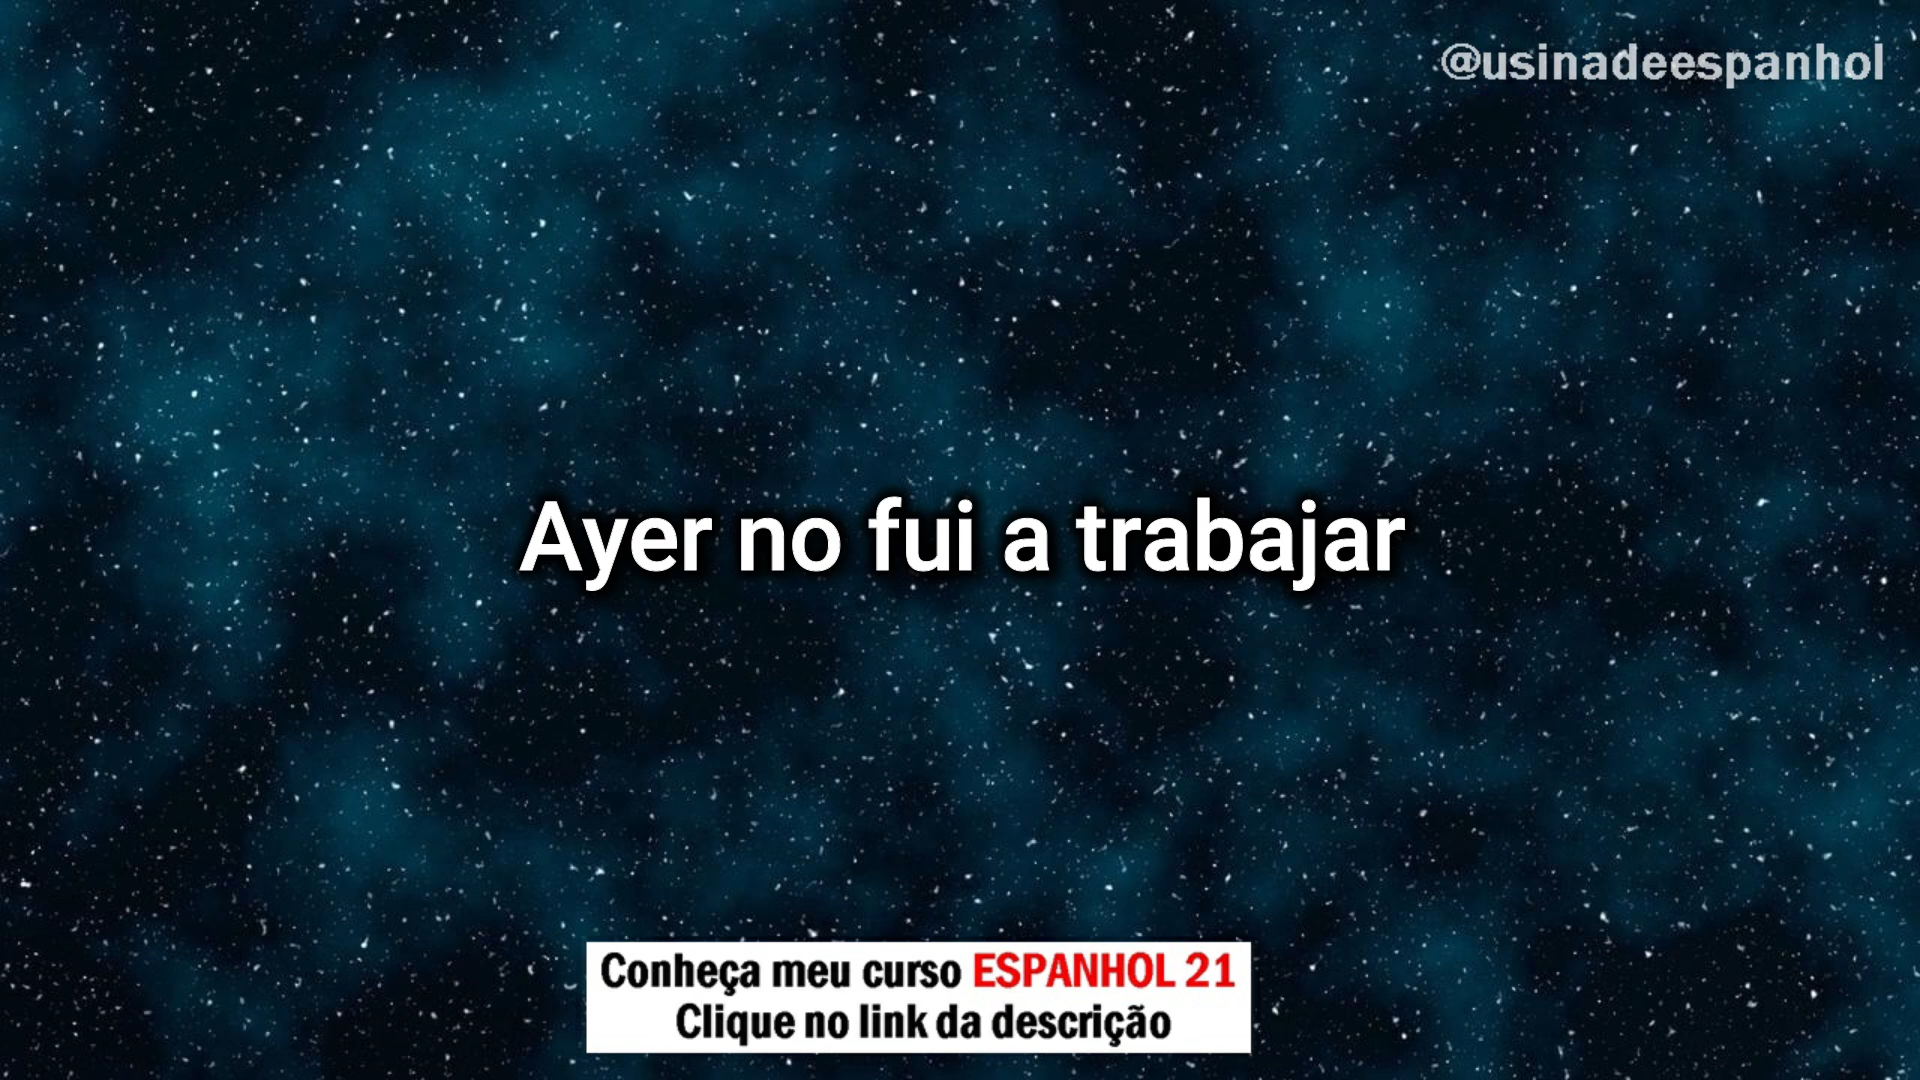 @usinadeespanhol
Ayer no fui a trabajar
Conheça meu curso ESPANHOL 21
Clique no link da descrição